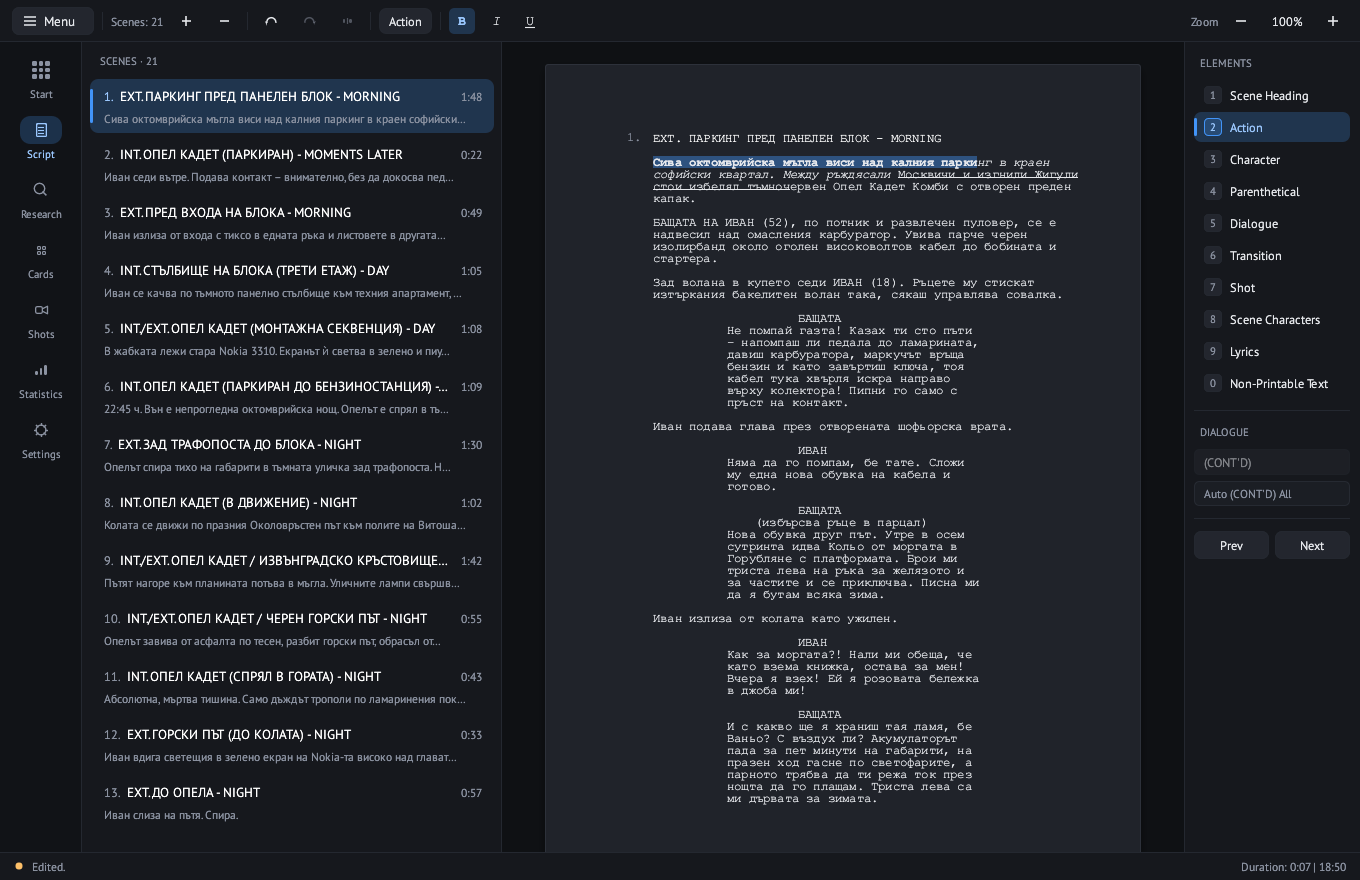 Menu
Scenes: 21
Action
B
I
U
Zoom
100%
Start
Script
Research
Cards
Shots
Statistics
Settings
SCENES · 21
1. EXT.ПАРКИНГ ПРЕД ПАНЕЛЕН БЛОК - MORNING 1:48
Сива октомврийска мъгла виси над калния паркинг в краен софийски...
2. INT.ОПЕЛ КАДЕТ (ПАРКИРАН) - MOMENTS LATER 0:22
Иван седи вътре. Подава контакт – внимателно, без да докосва пед...
3. EXT.ПРЕД ВХОДА НА БЛОКА - MORNING 0:49
Иван излиза от входа с тиксо в едната ръка и листовете в другата...
4. INT.СТЪЛБИЩЕ НА БЛОКА (ТРЕТИ ЕТАЖ) - DAY 1:05
Иван се качва по тъмното панелно стълбище към техния апартамент, ...
5. INT/EXT.ОПЕЛ КАДЕТ (МОНТАЖНА СЕКВЕНЦИЯ) - DAY 1:08
В жабката лежи стара Nokia 3310. Екранът ѝ светва в зелено и пиу...
6. INT.ОПЕЛ КАДЕТ (ПАРКИРАН ДО БЕНЗИНОСТАНЦИЯ) -... 1:09
22:45 ч. Вън е непрогледна октомврийска нощ. Опелът е спрял в тъ...
7. EXT.ЗАД ТРАФОПОСТА ДО БЛОКА - NIGHT 1:30
Опелът спира тихо на габарити в тъмната уличка зад трафопоста. Н...
8. INT.ОПЕЛ КАДЕТ (В ДВИЖЕНИЕ) - NIGHT 1:02
Колата се движи по празния Околовръстен път към полите на Витоша...
9. INT/EXT.ОПЕЛ КАДЕТ / ИЗВЪНГРАДСКО КРЪСТОВИЩЕ... 1:42
Пътят нагоре към планината потъва в мъгла. Уличните лампи свършв...
10. INT/EXT.ОПЕЛ КАДЕТ / ЧЕРЕН ГОРСКИ ПЪТ - NIGHT 0:55
Опелът завива от асфалта по тесен, разбит горски път, обрасъл от...
11. INT.ОПЕЛ КАДЕТ (СПРЯЛ В ГОРАТА) - NIGHT 0:43
Абсолютна, мъртва тишина. Само дъждът трополи по ламаринения пок...
12. EXT.ГОРСКИ ПЪТ (ДО КОЛАТА) - NIGHT 0:33
Иван вдига светещия в зелено екран на Nokia-та високо над глават...
13. EXT.ДО ОПЕЛА - NIGHT 0:57
Иван слиза на пътя. Спира.
1. EXT. ПАРКИНГ ПРЕД ПАНЕЛЕН БЛОК - MORNING
Сива октомврийска мъгла виси над калния паркинг в краен
софийски квартал. Между ръждясали Москвичи и изгнили Жигули
стои избелял тъмночервен Опел Кадет Комби с отворен преден
капак.
БАЩАТА НА ИВАН (52), по потник и развлечен пуловер, се е
надвесил над омасления карбуратор. Увива парче черен
изолирбанд около оголен високоволтов кабел до бобината и
стартера.
Зад волана в купето седи ИВАН (18). Ръцете му стискат
изтъркания бакелитен волан така, сякаш управлява совалка.
БАЩАТА
Не помпай газта! Казах ти сто пъти
– напомпаш ли педала до ламарината,
давиш карбуратора, маркучът връща
бензин и като завъртиш ключа, тоя
кабел тука хвърля искра направо
върху колектора! Пипни го само с
пръст на контакт.
Иван подава глава през отворената шофьорска врата.
ИВАН
Няма да го помпам, бе тате. Сложи
му една нова обувка на кабела и
готово.
БАЩАТА
(избърсва ръце в парцал)
Нова обувка друг път. Утре в осем
сутринта идва Кольо от моргата в
Горубляне с платформата. Брои ми
триста лева на ръка за желязото и
за частите и се приключва. Писна ми
да я бутам всяка зима.
Иван излиза от колата като ужилен.
ИВАН
Как за моргата?! Нали ми обеща, че
като взема книжка, остава за мен!
Вчера я взех! Ей я розовата бележка
в джоба ми!
БАЩАТА
И с какво ще я храниш тая ламя, бе
Ваньо? С въздух ли? Акумулаторът
пада за пет минути на габарити, на
празен ход гасне по светофарите, а
парното трябва да ти режа ток през
нощта да го плащам. Триста лева са
ми дървата за зимата.
ELEMENTS
1 Scene Heading
2 Action
3 Character
4 Parenthetical
5 Dialogue
6 Transition
7 Shot
8 Scene Characters
9 Lyrics
0 Non-Printable Text
DIALOGUE
(CONT'D)
Auto (CONT'D) All
Prev
Next
Edited.
Duration: 0:07 | 18:50